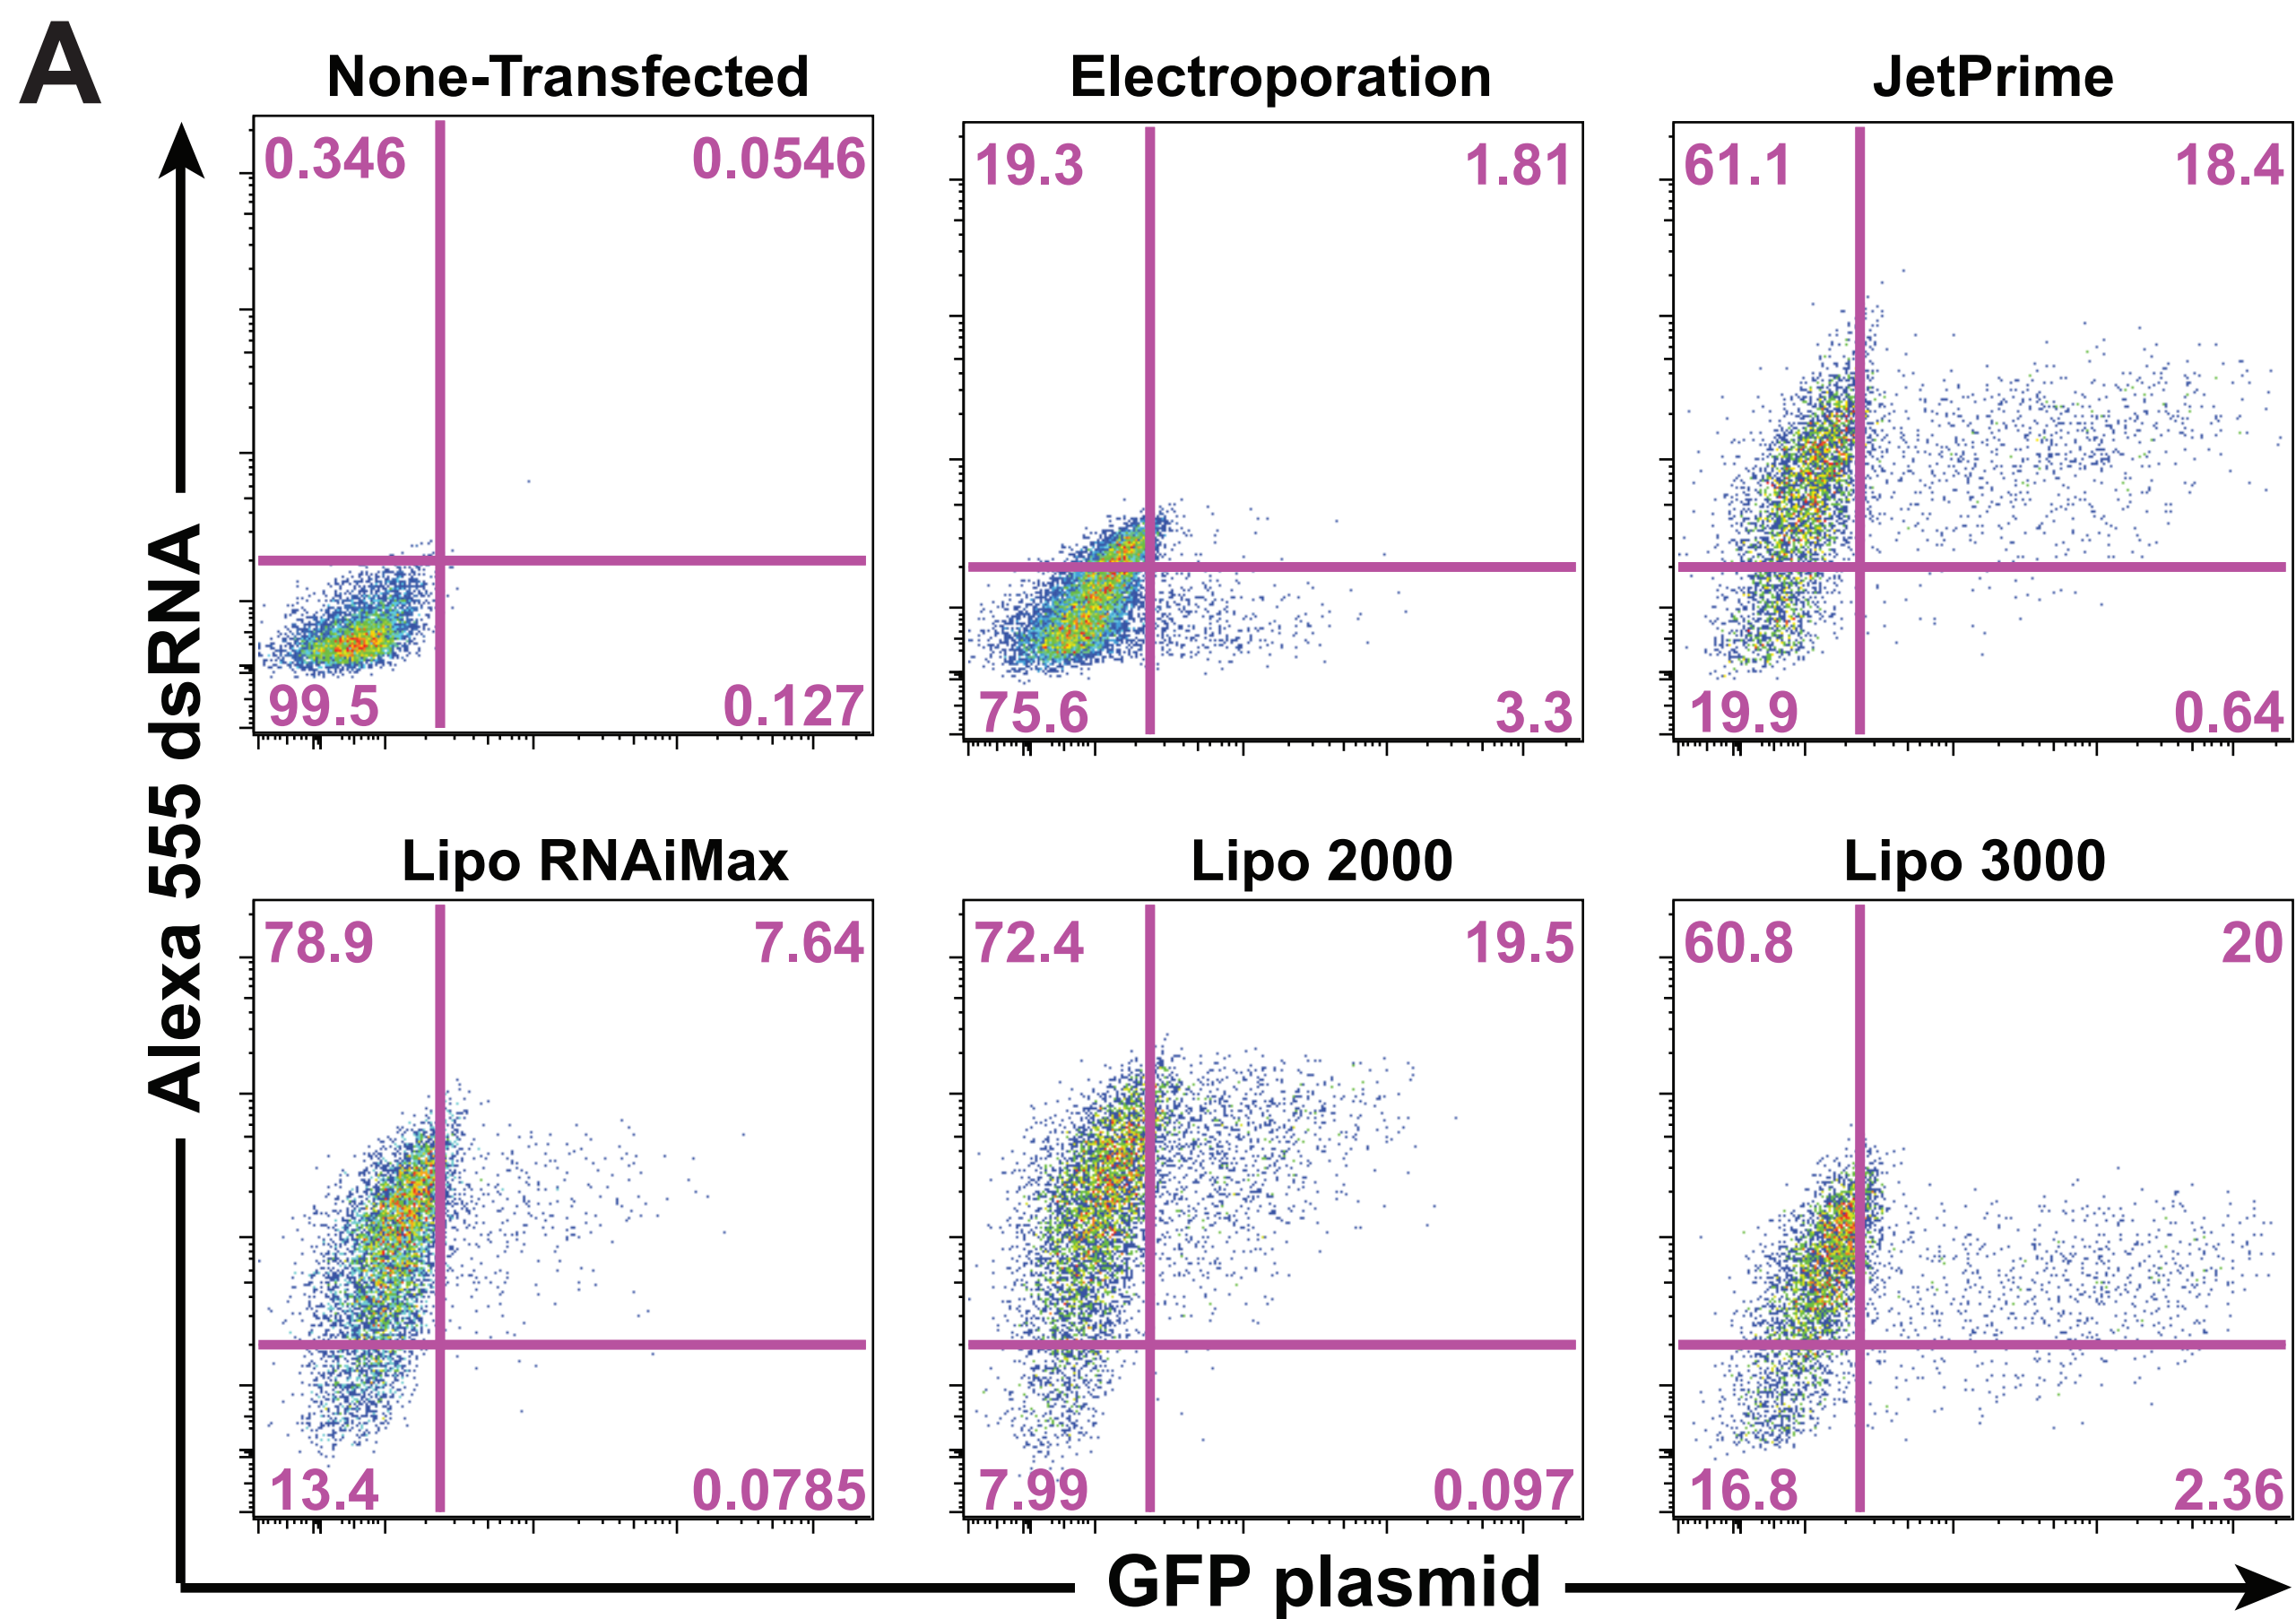 A
None-Transfected
Electroporation
JetPrime
0.346
0.0546
99.5
0.127
19.3
1.81
75.6
3.3
61.1
18.4
19.9
0.64
Alexa 555 dsRNA
Lipo RNAiMax
Lipo 2000
Lipo 3000
78.9
7.64
13.4
0.0785
72.4
19.5
7.99
0.097
60.8
20
16.8
2.36
GFP plasmid